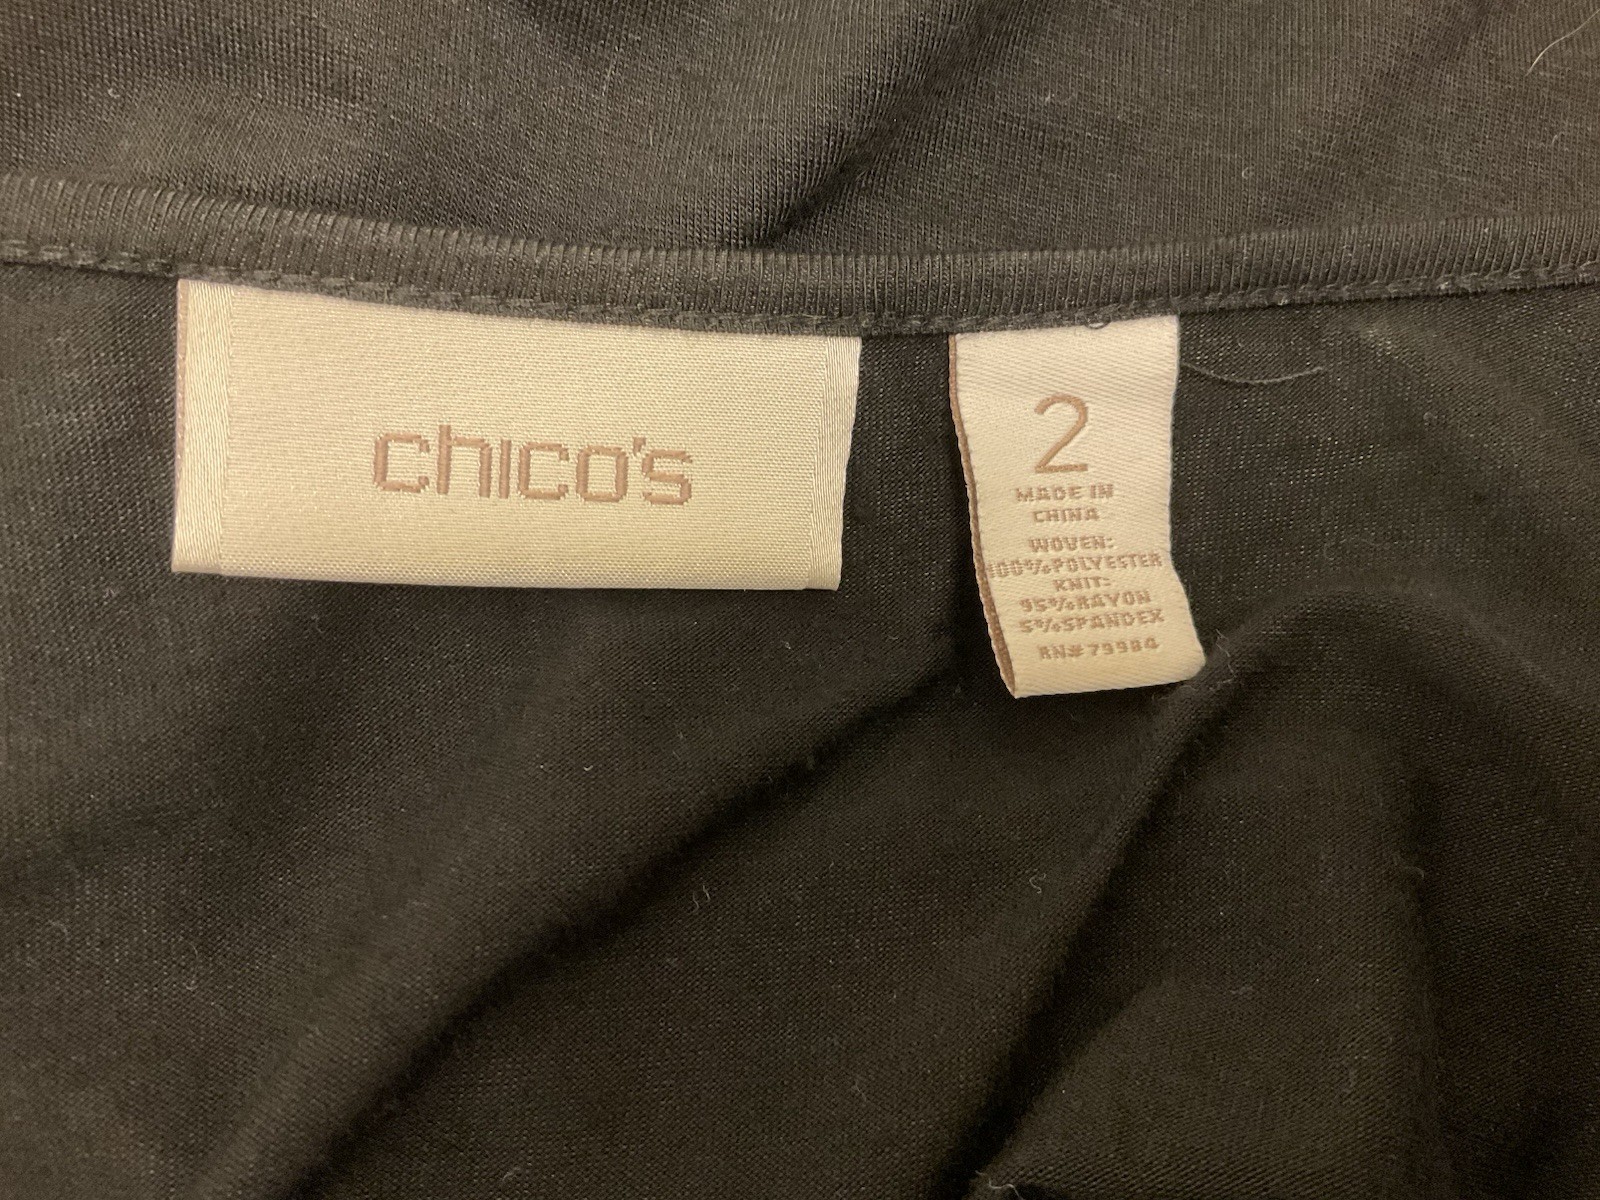 chico's
2
MADE IN
CHINA
WOVEN:
100%POLYESTER
KNIT:
95%RAYON
5%SPANDEX
RN#79984